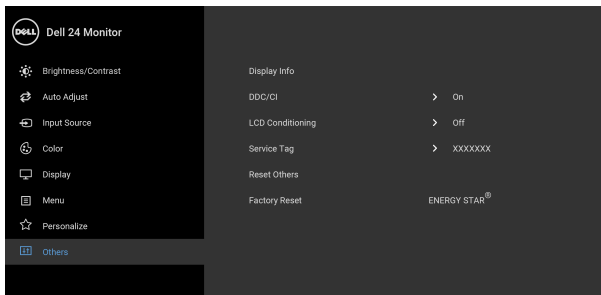 DELL Dell 24 Monitor
Brightness/Contrast
Auto Adjust
Input Source
Color
Display
Menu
Personalize
Others
Display Info
DDC/CI > On
LCD Conditioning > Off
Service Tag > XXXXXXX
Reset Others
Factory Reset ENERGY STAR®